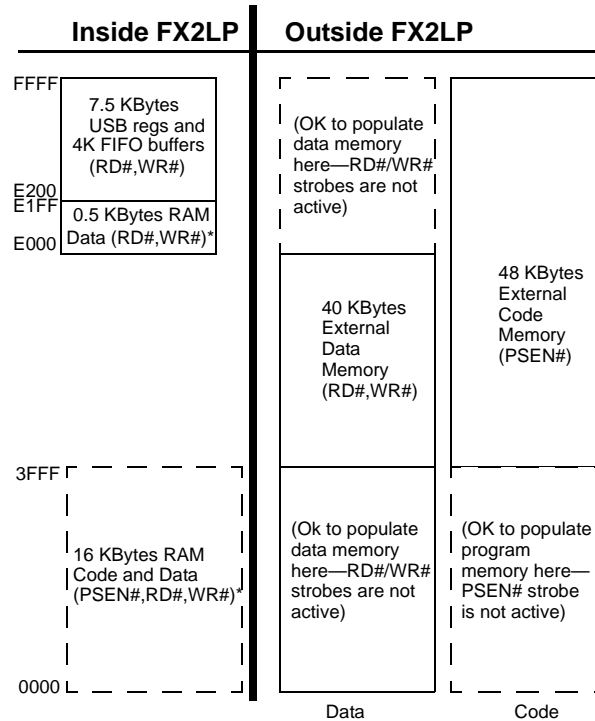 Inside FX2LP
Outside FX2LP
FFFF
7.5 KBytes
USB regs and
4K FIFO buffers
(RD#,WR#)
E200
E1FF
0.5 KBytes RAM
Data (RD#,WR#)*
E000
(OK to populate
data memory
here—RD#/WR#
strobes are not
active)
40 KBytes
External
Data
Memory
(RD#,WR#)
48 KBytes
External
Code
Memory
(PSEN#)
3FFF
16 KBytes RAM
Code and Data
(PSEN#,RD#,WR#)*
(Ok to populate
data memory
here—RD#/WR#
strobes are not
active)
(OK to populate
program
memory here—
PSEN# strobe
is not active)
0000
Data
Code